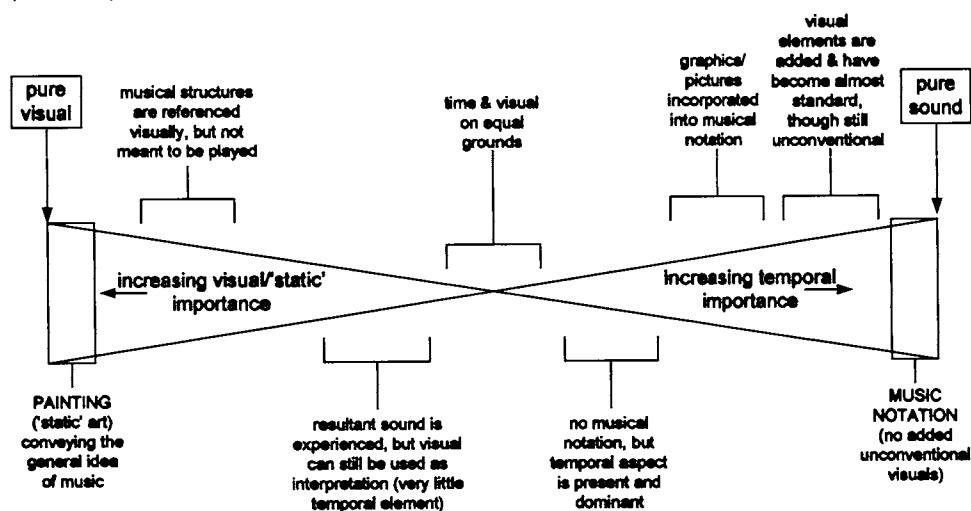 pure
visual
musical structures
are referenced
visually, but not
meant to be played
time & visual
on equal
grounds
graphics/
pictures
incorporated
into musical
notation
visual
elements are
added & have
become almost
standard,
though still
unconventional
pure
sound
increasing visual/'static'
importance
increasing temporal
importance
PAINTING
('static' art)
conveying the
general idea
of music
resultant sound is
experienced, but visual
can still be used as
interpretation (very little
temporal element)
no musical
notation, but
temporal aspect
is present and
dominant
MUSIC
NOTATION
(no added
unconventional
visuals)